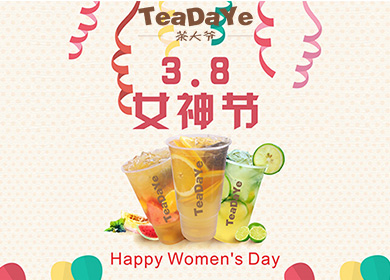 TeaDaYe
茶大爷
3.8
女神节
TeaDaYe
TeaDaYe
TeaDaYe
Happy Women's Day